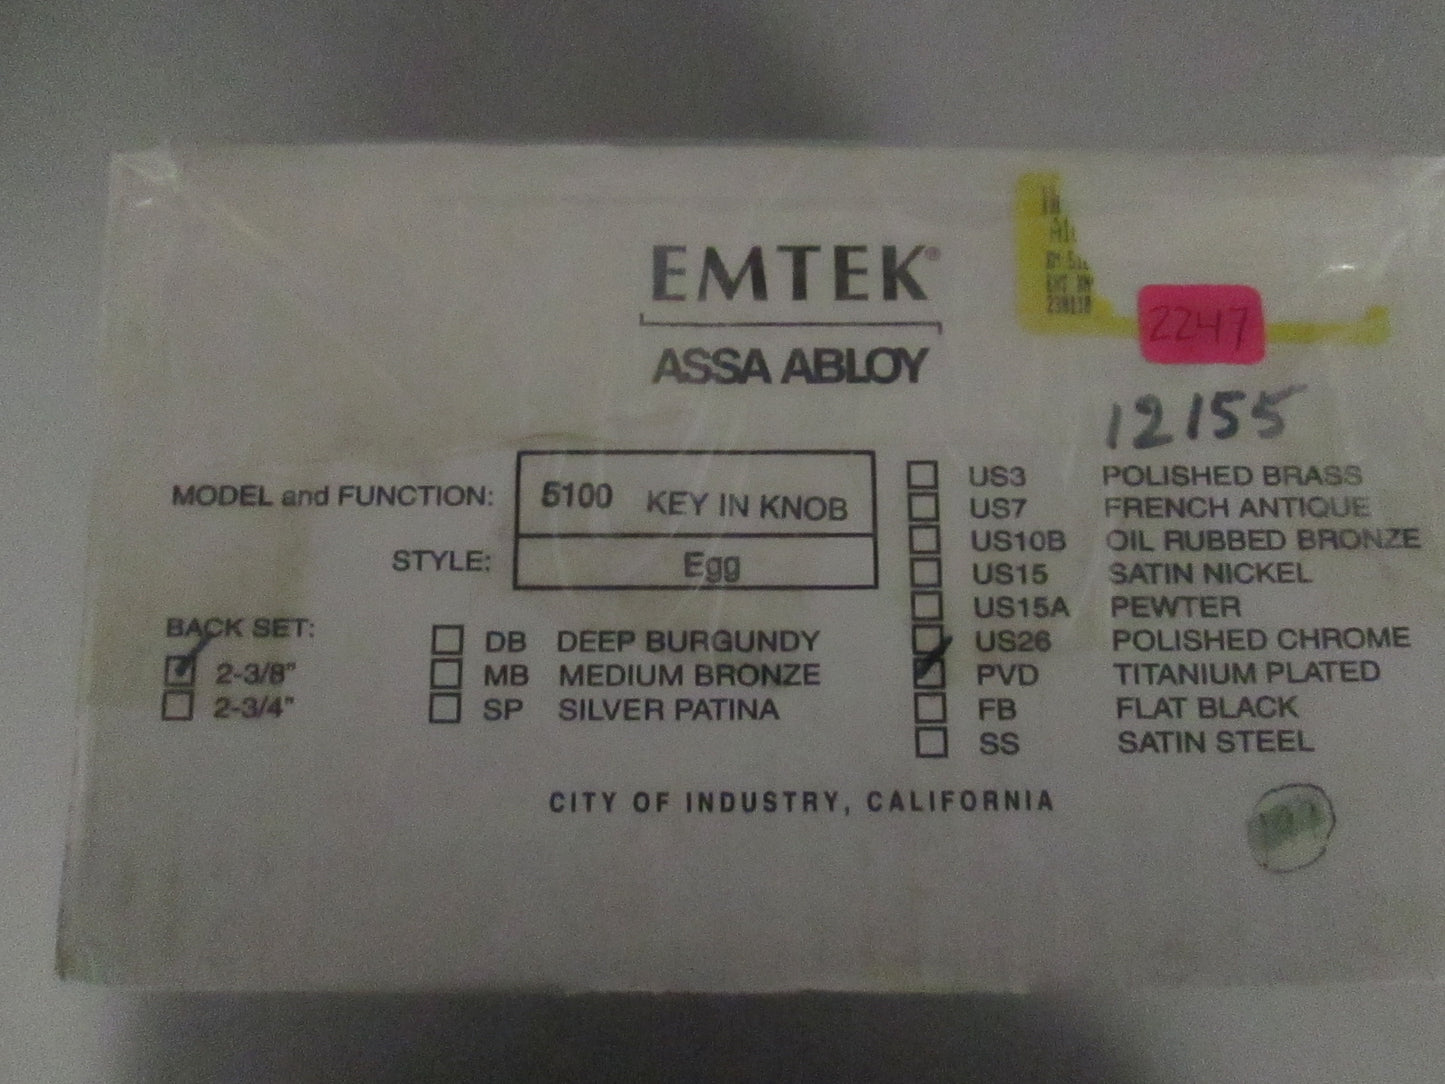 EMTEK®
ASSA ABLOY
2247
12155
MODEL and FUNCTION: 5100 KEY IN KNOB
STYLE: Egg
BACK SET:
2-3/8"
2-3/4"
DB DEEP BURGUNDY
MB MEDIUM BRONZE
SP SILVER PATINA
US3 POLISHED BRASS
US7 FRENCH ANTIQUE
US10B OIL RUBBED BRONZE
US15 SATIN NICKEL
US15A PEWTER
US26 POLISHED CHROME
PVD TITANIUM PLATED
FB FLAT BLACK
SS SATIN STEEL
CITY OF INDUSTRY, CALIFORNIA